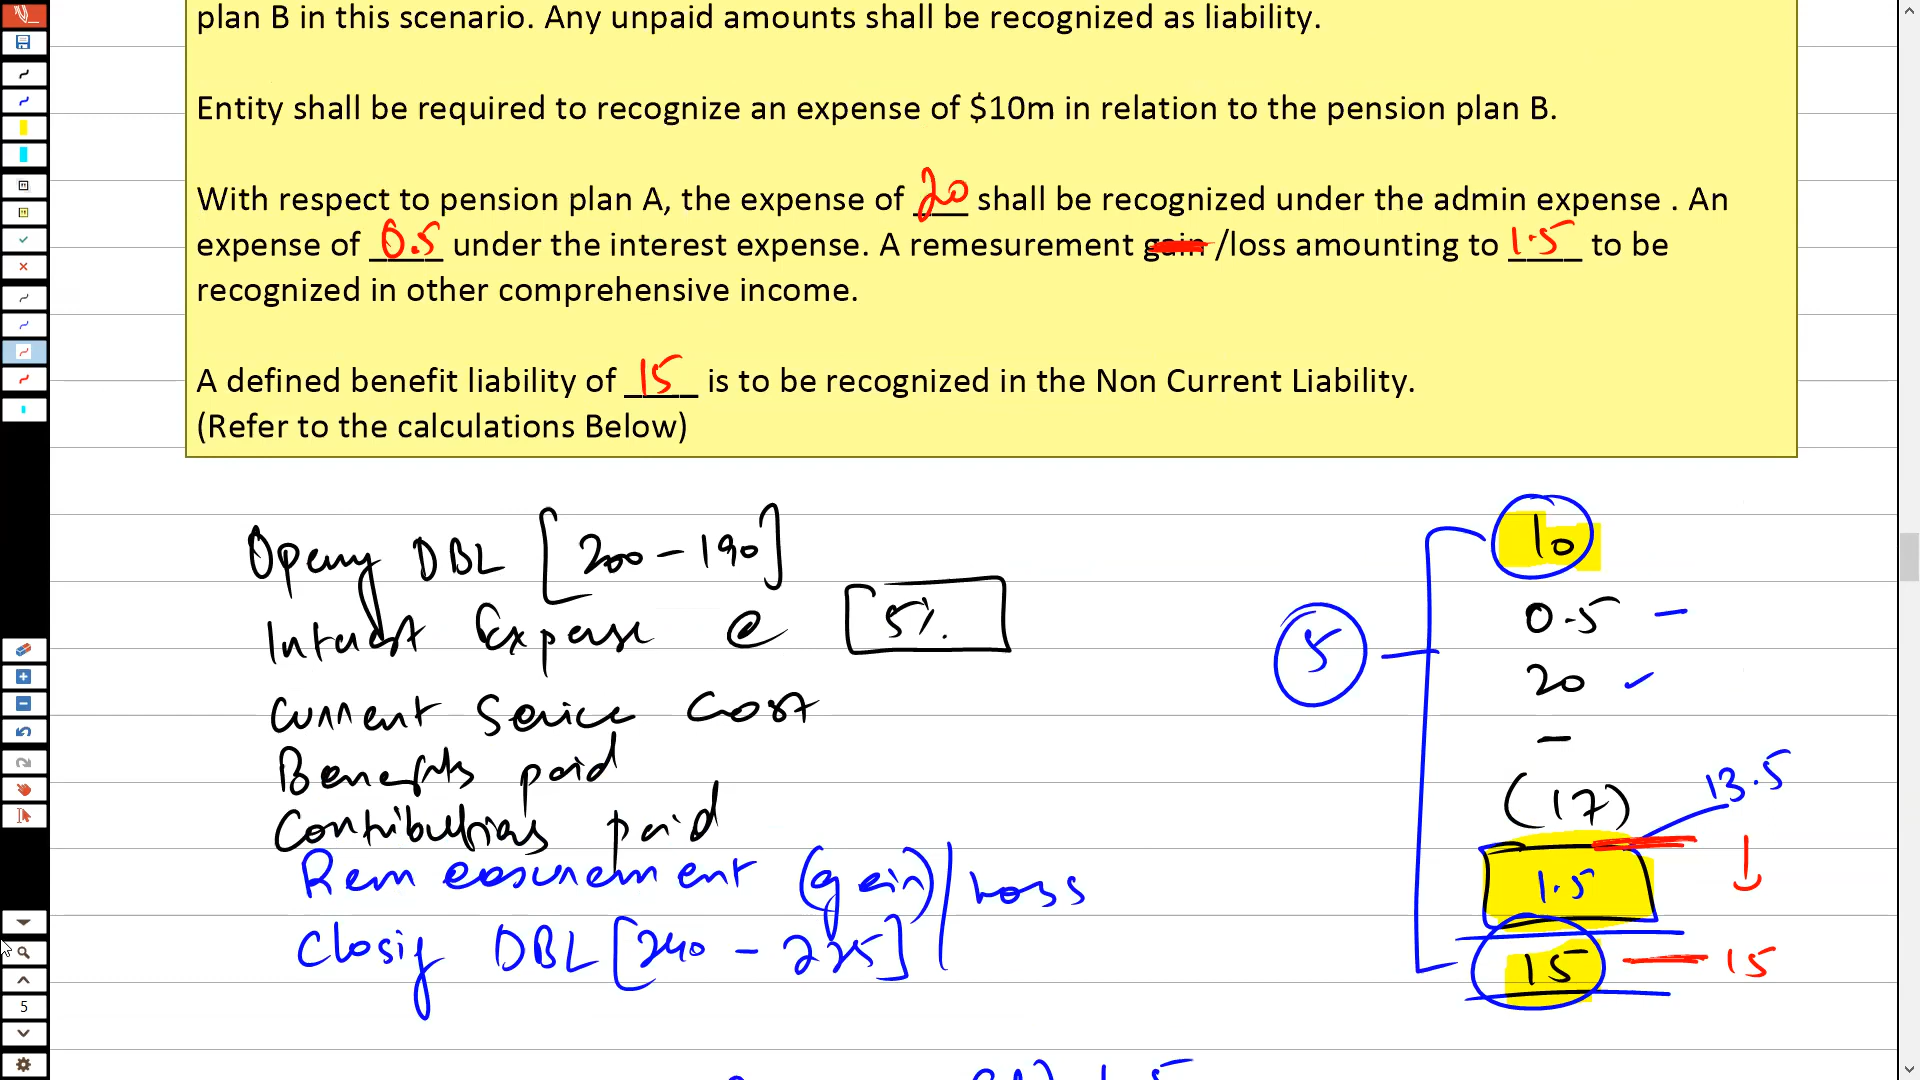 plan B in this scenario. Any unpaid amounts shall be recognized as liability.
Entity shall be required to recognize an expense of $10m in relation to the pension plan B.
With respect to pension plan A, the expense of 20 shall be recognized under the admin expense . An
expense of 0.5 under the interest expense. A remesurement gain /loss amounting to 1.5 to be
recognized in other comprehensive income.
A defined benefit liability of 15 is to be recognized in the Non Current Liability.
(Refer to the calculations Below)
Opening DBL [200 - 190] 10
Interest Expense @ 5%. 0.5 -
5
Current Service Cost 20
Benefits paid -
Contributions paid (17) 13.5
Remeasurement (gain) / Loss 1.5
Closig DBL [240 - 225] 15 15
5